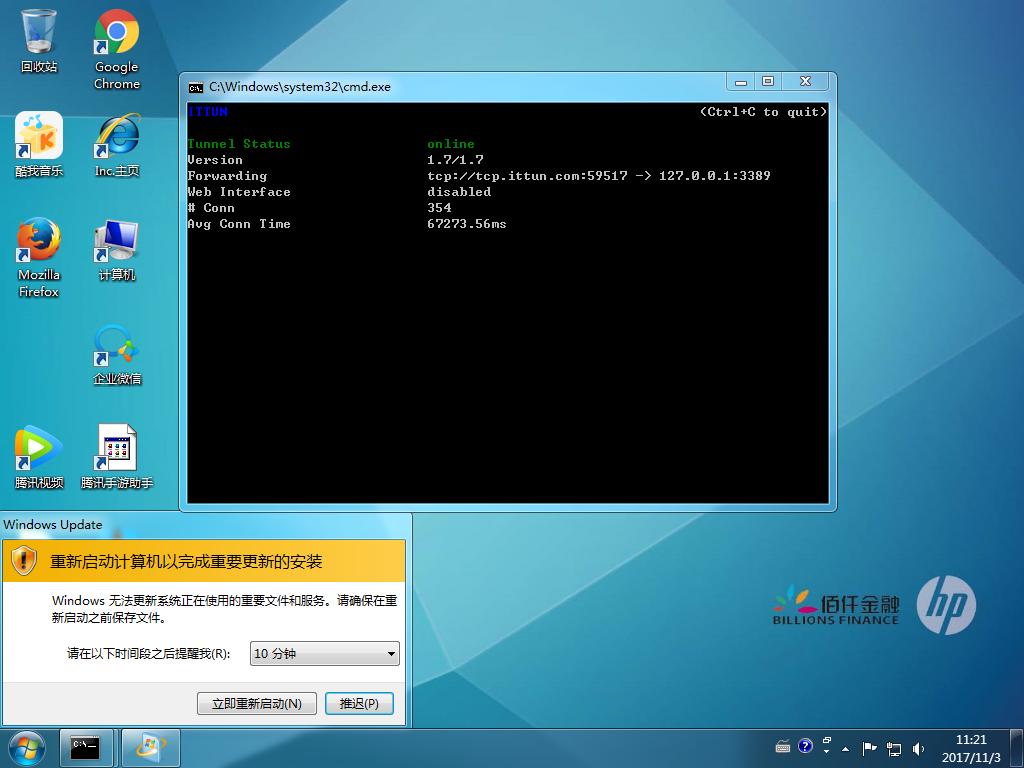 回收站
Google
Chrome
酷我音乐
Inc.主页
Mozilla
Firefox
计算机
企业微信
腾讯视频
腾讯手游助手
C:\Windows\system32\cmd.exe
ITTUN (Ctrl+C to quit)
Tunnel Status online
Version 1.7/1.7
Forwarding tcp://tcp.ittun.com:59517 -> 127.0.0.1:3389
Web Interface disabled
# Conn 354
Avg Conn Time 67273.56ms
Windows Update
重新启动计算机以完成重要更新的安装
Windows 无法更新系统正在使用的重要文件和服务。请确保在重
新启动之前保存文件。
请在以下时间段之后提醒我(R): 10 分钟
立即重新启动(N) 推迟(P)
佰仟金融
BILLIONS FINANCE
hp
C:\_
11:21
2017/11/3